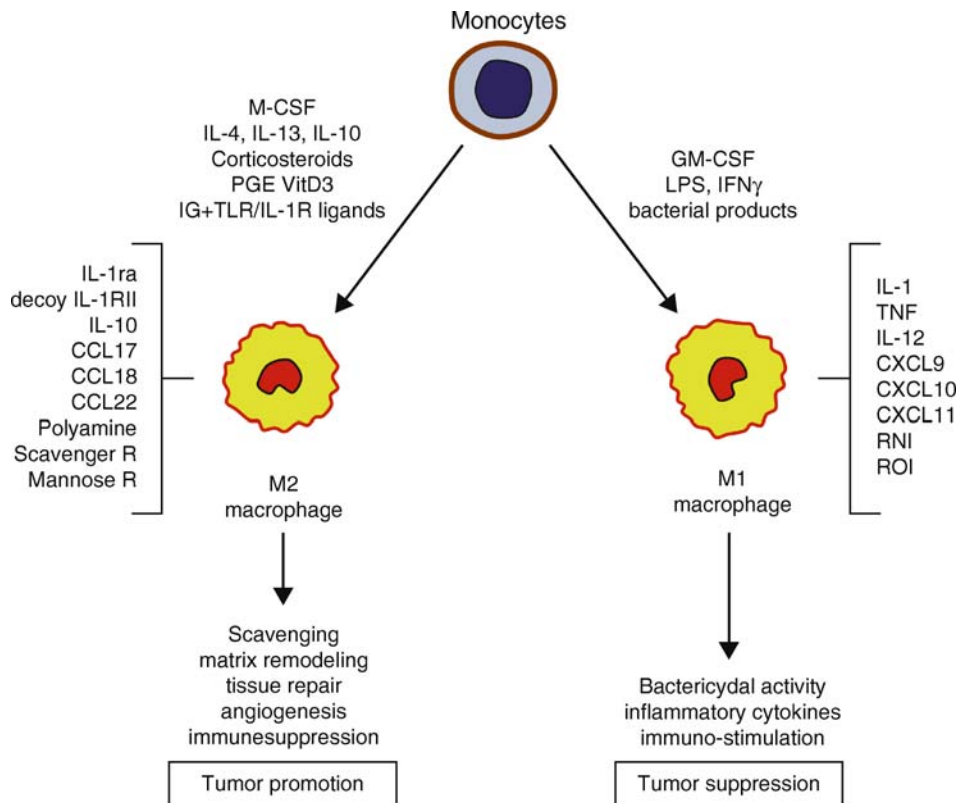 Monocytes
M-CSF
IL-4, IL-13, IL-10
Corticosteroids
PGE VitD3
IG+TLR/IL-1R ligands
GM-CSF
LPS, IFNγ
bacterial products
IL-1ra
decoy IL-1RII
IL-10
CCL17
CCL18
CCL22
Polyamine
Scavenger R
Mannose R
IL-1
TNF
IL-12
CXCL9
CXCL10
CXCL11
RNI
ROI
M2
macrophage
M1
macrophage
Scavenging
matrix remodeling
tissue repair
angiogenesis
immunesuppression
Tumor promotion
Bactericydal activity
inflammatory cytokines
immuno-stimulation
Tumor suppression